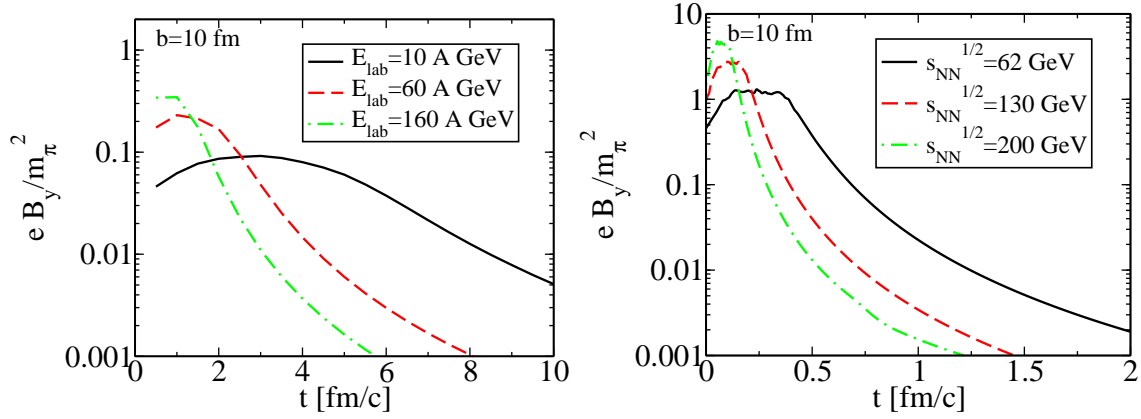 b=10 fm
E_lab=10 A GeV
E_lab=60 A GeV
E_lab=160 A GeV
1
0.1
0.01
0.001
e B_y/m_π^2
0 2 4 6 8 10
t [fm/c]
b=10 fm
s_NN^1/2=62 GeV
s_NN^1/2=130 GeV
s_NN^1/2=200 GeV
10
1
0.1
0.01
0.001
e B_y/m_π^2
0 0.5 1 1.5 2
t [fm/c]